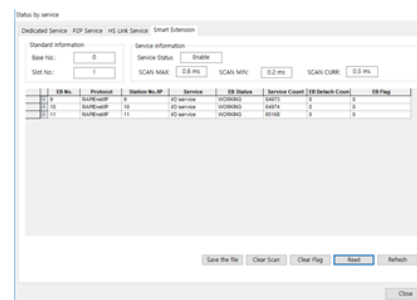 Status by service
Dedicated Service P2P Service HS Link Service Smart Extension
Standard information
Service information
Base No.: 0
Service Status: Enable
Slot No.: 1
SCAN MAX: 0.8 ms SCAN MIN: 0.2 ms SCAN CURR: 0.3 ms
EB No. Protocol Station No./IP Service EB Status Service Count EB Detach Count EB Flag
9 RAPIEnet/IP 9 I/O service WORKING 64973 0 0
10 RAPIEnet/IP 10 I/O service WORKING 64974 0 0
11 RAPIEnet/IP 11 I/O service WORKING 65168 0 0
Save the file Clear Scan Clear Flag Read Refresh
Close